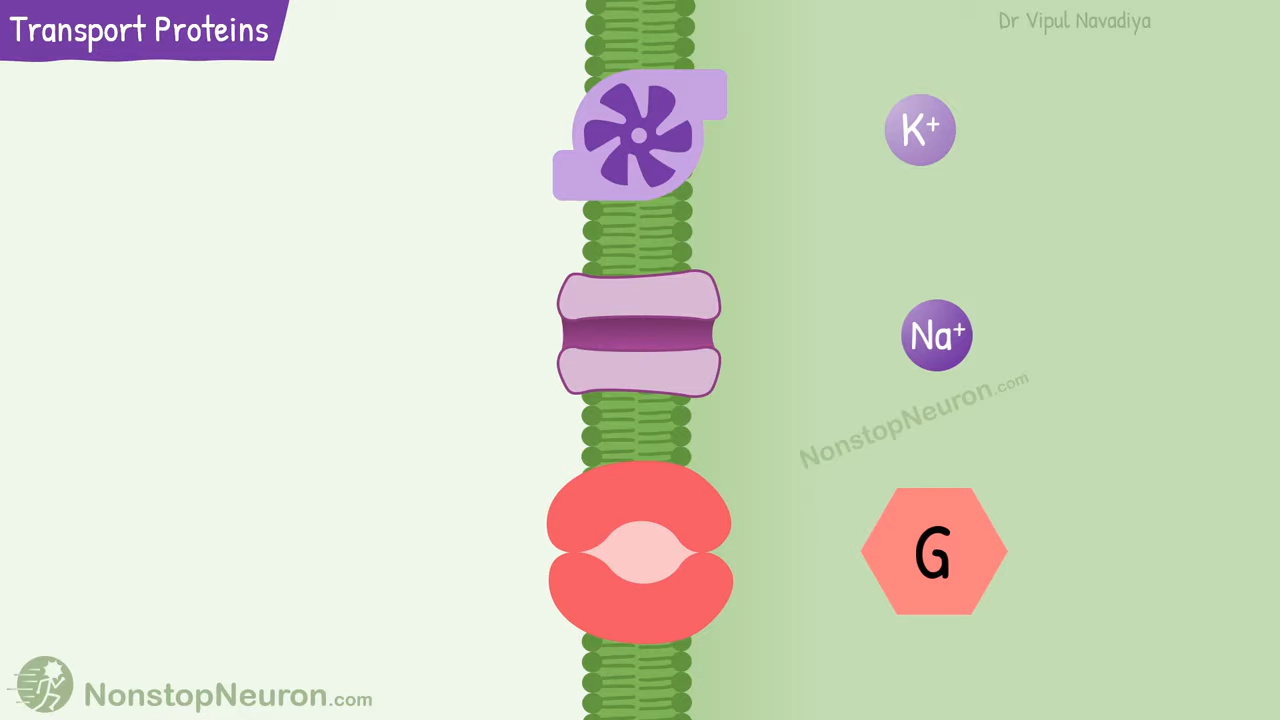 Transport Proteins
Dr Vipul Navadiya
K+
Na+
NonstopNeuron.com
G
NonstopNeuron.com